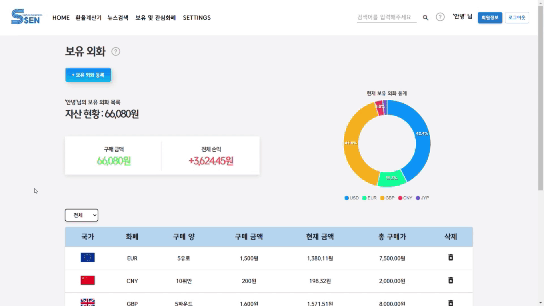 SSEN
HOME 환율계산기 뉴스검색 보유 및 관심화폐 SETTINGS
검색어를 입력해주세요
?
'안녕' 님
회원정보
로그아웃
보유 외화 ?
+ 보유 외화 등록
'안녕'님의 보유 외화 목록
자산 현황 : 66,080원
구매 금액
66,080원
현재 손익
+3,624.45원
현재 보유 외화 통계
USD EUR GBP CNY JYP
전체
국가 화폐 구매 양 구매 금액 현재 금액 총 구매가 삭제
EUR 5유로 1,500원 1,380.11원 7,500.00원
CNY 10위안 200원 198.52원 2,000.00원
GBP 5파운드 1,600원 1,571.51원 8,000.00원